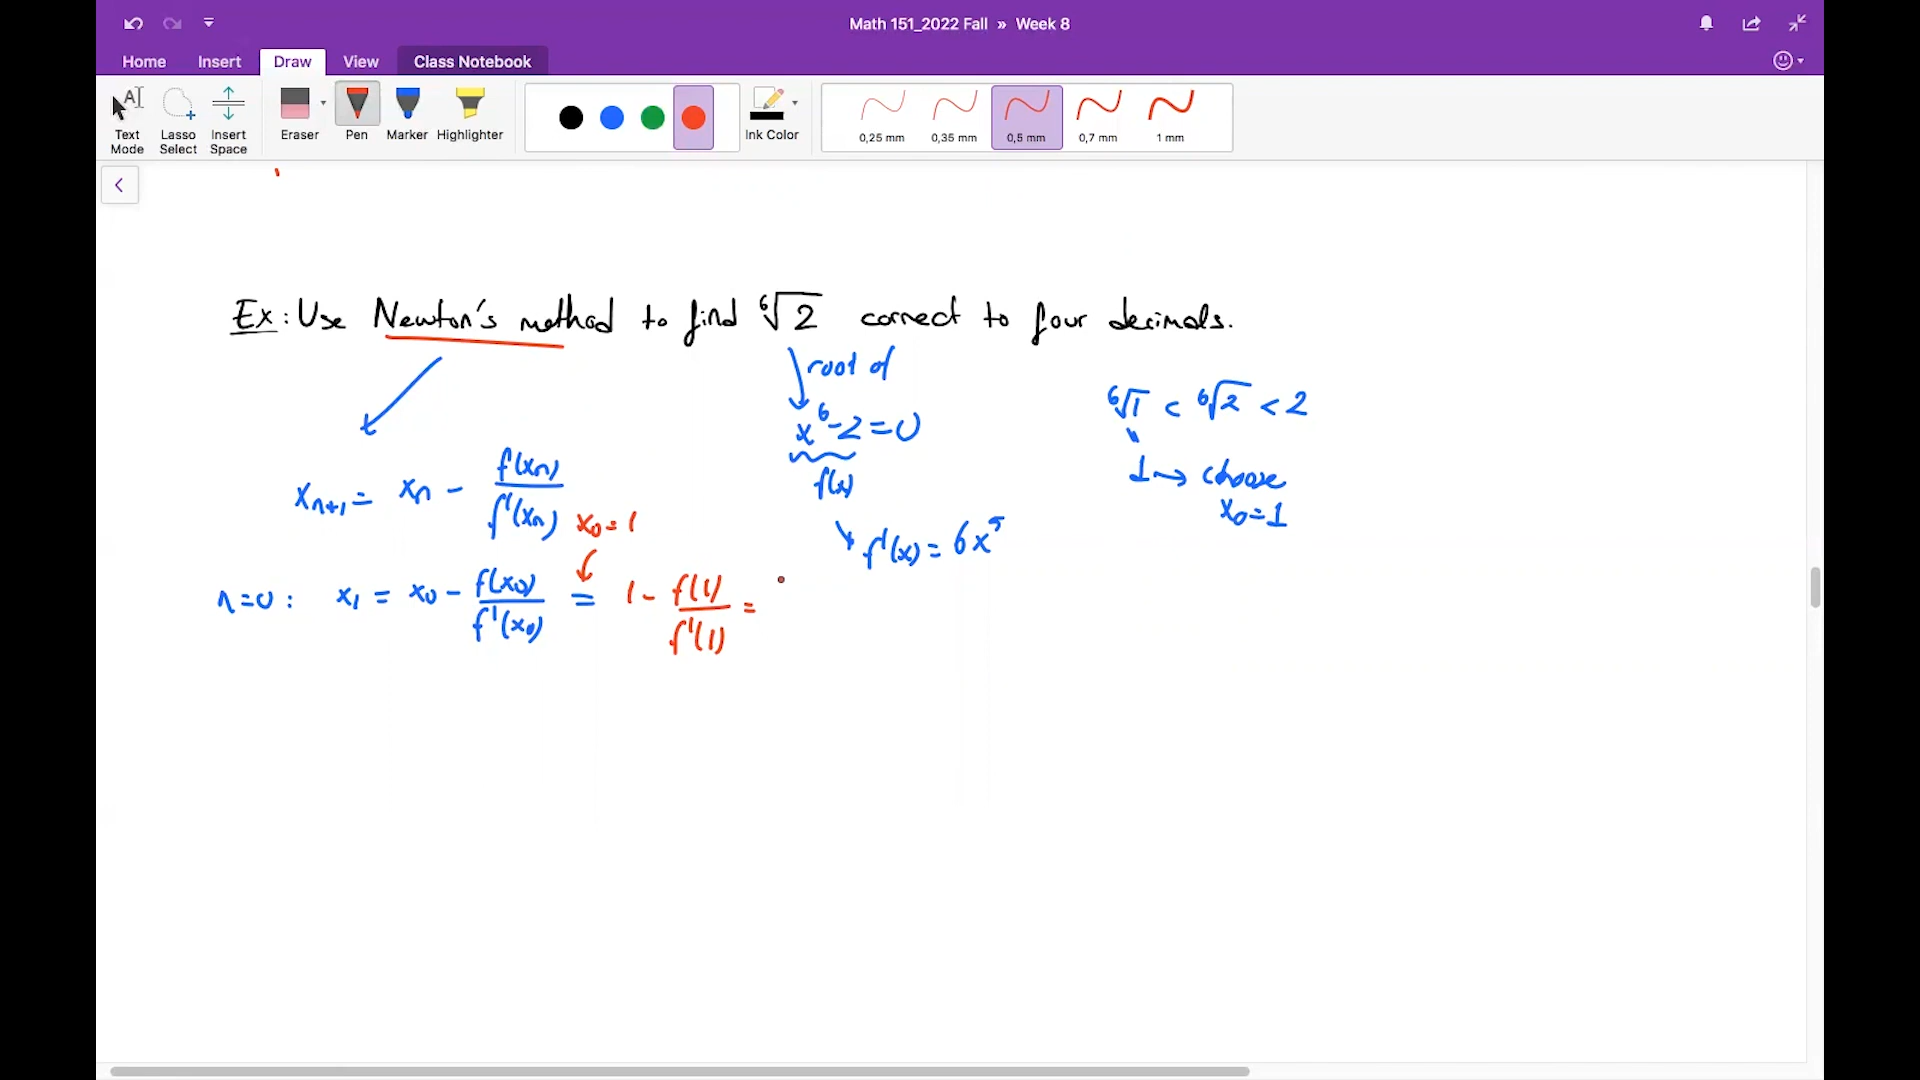 Math 151_2022 Fall » Week 8
Home Insert Draw View Class Notebook
Text Mode
Lasso Select
Insert Space
Eraser
Pen
Marker
Highlighter
Ink Color
0,25 mm
0,35 mm
0,5 mm
0,7 mm
1 mm
Ex: Use Newton's method to find ⁶√2 correct to four decimals.
root of
x⁶-2=0
f(x)
f'(x) = 6x⁵
⁶√1 < ⁶√2 < 2
1 → choose
x₀=1
xₙ₊₁ = xₙ - f(xₙ)/f'(xₙ)
x₀=1
n=0: x₁ = x₀ - f(x₀)/f'(x₀) = 1 - f(1)/f'(1) =